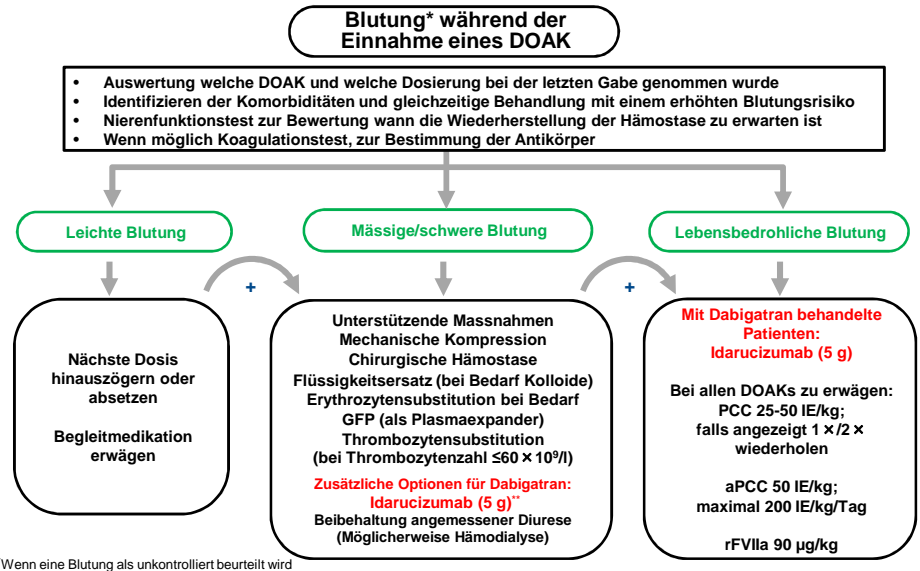 Blutung* während der
Einnahme eines DOAK
• Auswertung welche DOAK und welche Dosierung bei der letzten Gabe genommen wurde
• Identifizieren der Komorbiditäten und gleichzeitige Behandlung mit einem erhöhten Blutungsrisiko
• Nierenfunktionstest zur Bewertung wann die Wiederherstellung der Hämostase zu erwarten ist
• Wenn möglich Koagulationstest, zur Bestimmung der Antikörper
Leichte Blutung
Mässige/schwere Blutung
Lebensbedrohliche Blutung
+
+
Nächste Dosis
hinauszögern oder
absetzen
Begleitmedikation
erwägen
Unterstützende Massnahmen
Mechanische Kompression
Chirurgische Hämostase
Flüssigkeitsersatz (bei Bedarf Kolloide)
Erythrozytensubstitution bei Bedarf
GFP (als Plasmaexpander)
Thrombozytensubstitution
(bei Thrombozytenzahl ≤60 × 10⁹/l)
Zusätzliche Optionen für Dabigatran:
Idarucizumab (5 g)**
Beibehaltung angemessener Diurese
(Möglicherweise Hämodialyse)
Mit Dabigatran behandelte
Patienten:
Idarucizumab (5 g)
Bei allen DOAKs zu erwägen:
PCC 25-50 IE/kg;
falls angezeigt 1 ×/2 ×
wiederholen
aPCC 50 IE/kg;
maximal 200 IE/kg/Tag
rFVIIa 90 µg/kg
Wenn eine Blutung als unkontrolliert beurteilt wird